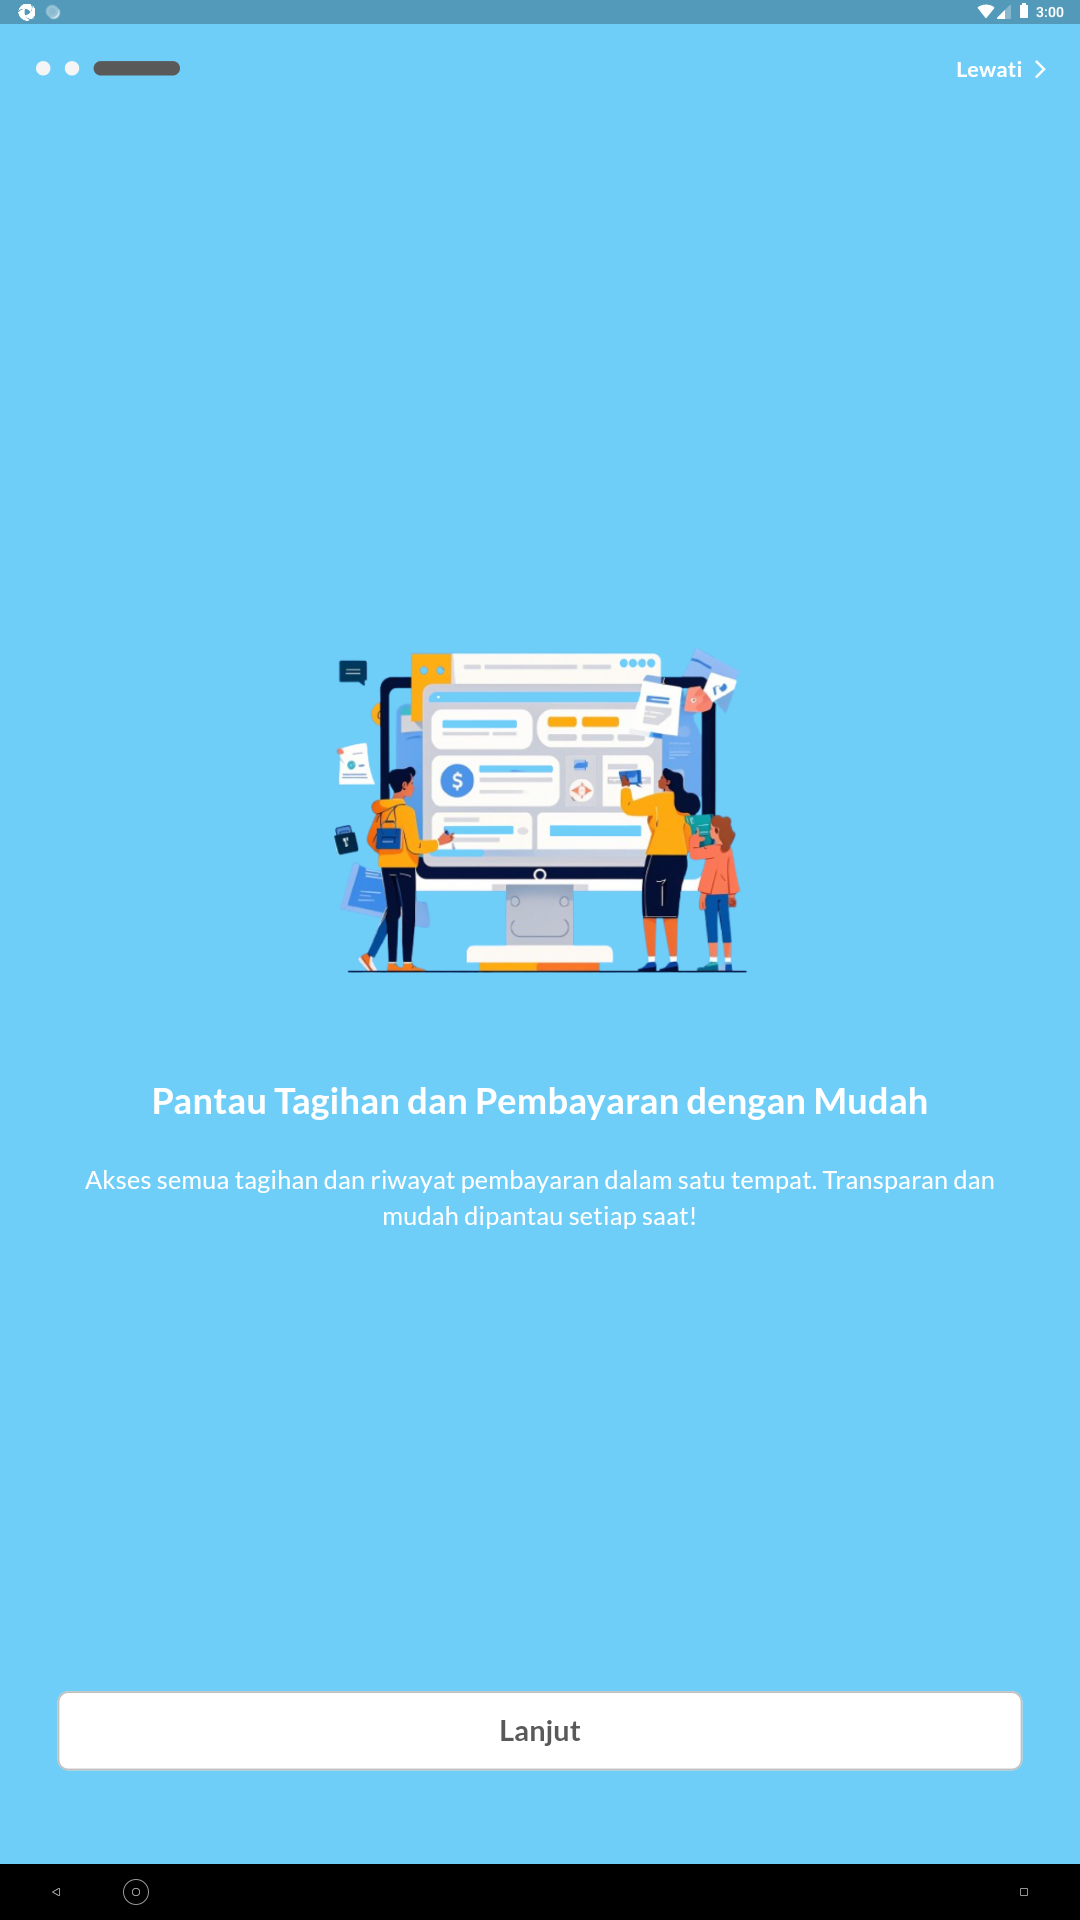 3:00
Lewati
$
Pantau Tagihan dan Pembayaran dengan Mudah
Akses semua tagihan dan riwayat pembayaran dalam satu tempat. Transparan dan
mudah dipantau setiap saat!
Lanjut